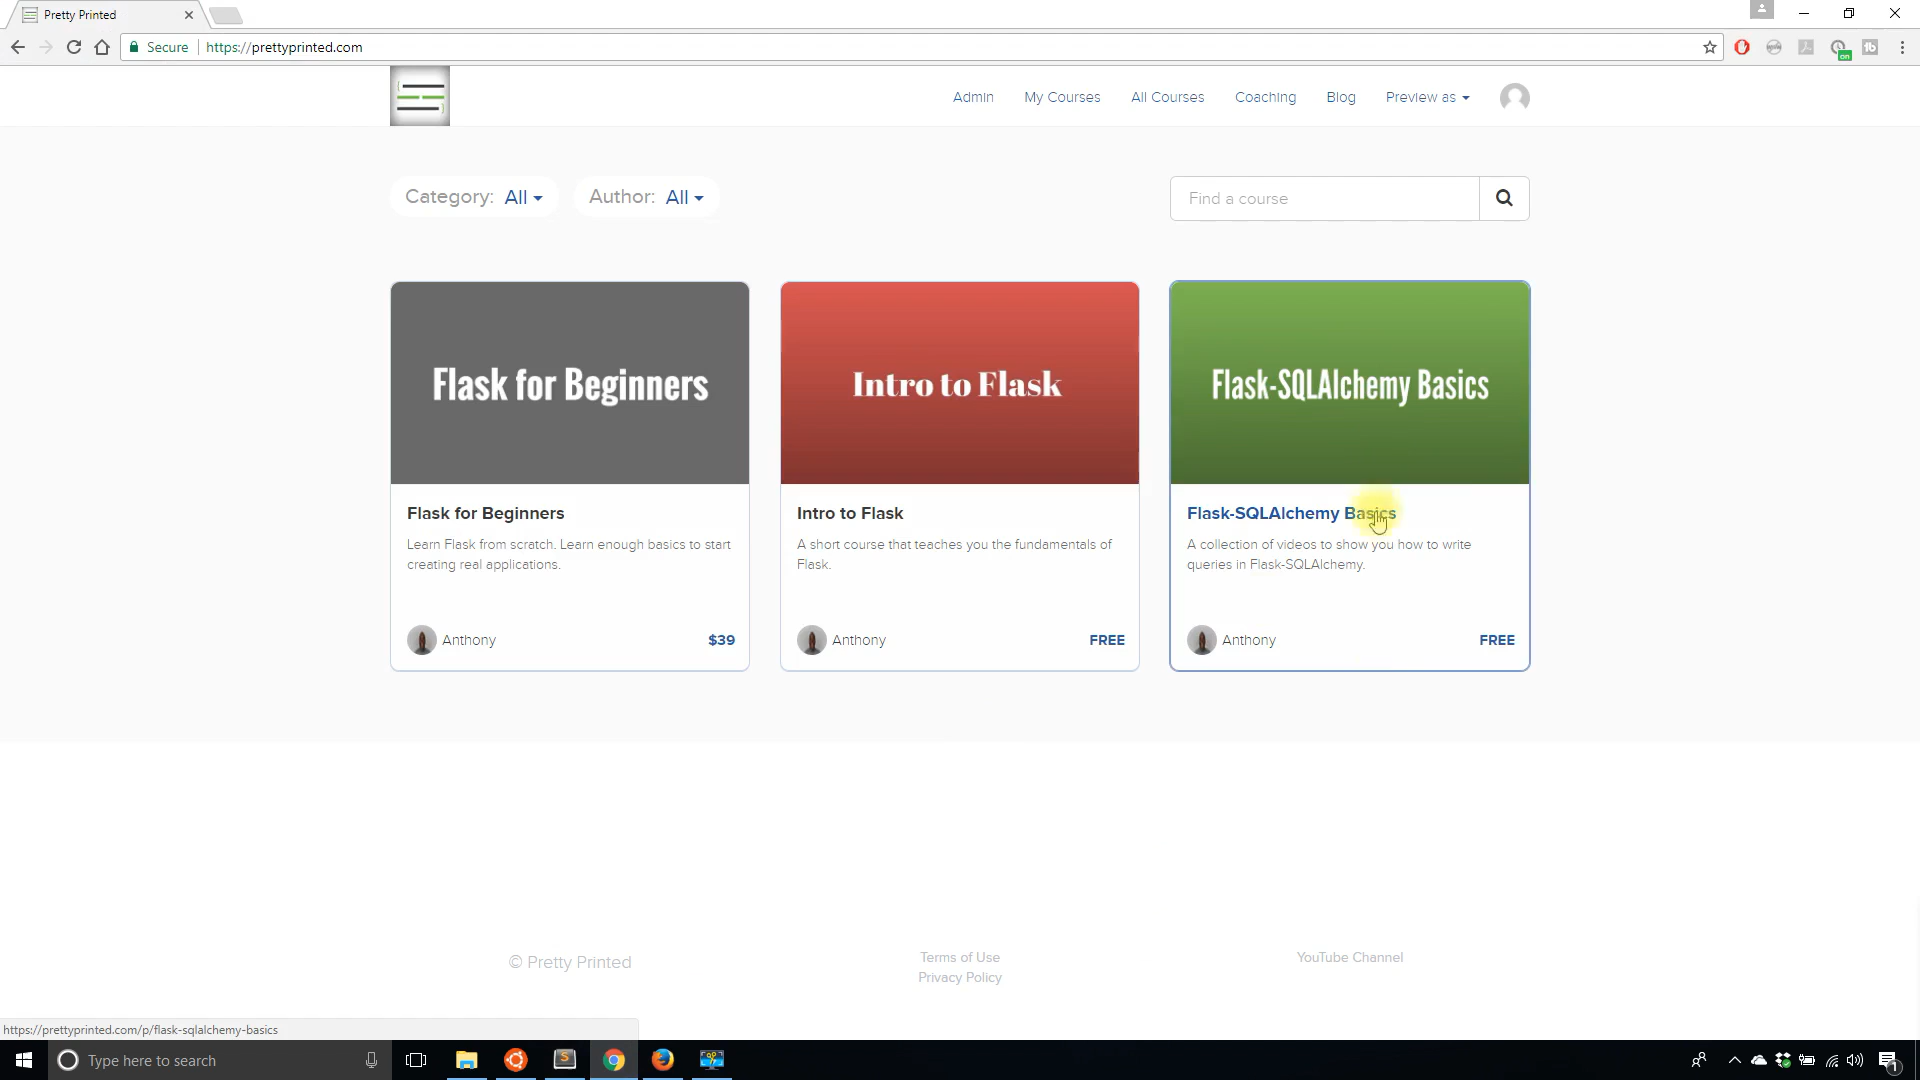 Pretty Printed
Secure
https://prettyprinted.com
on
tb
Admin
My Courses
All Courses
Coaching
Blog
Preview as
Category: All
Author: All
Find a course
Flask for Beginners
Intro to Flask
Flask-SQLAlchemy Basics
Flask for Beginners
Learn Flask from scratch. Learn enough basics to start
creating real applications.
Anthony
$39
Intro to Flask
A short course that teaches you the fundamentals of
Flask.
Anthony
FREE
Flask-SQLAlchemy Basics
A collection of videos to show you how to write
queries in Flask-SQLAlchemy.
Anthony
FREE
© Pretty Printed
Terms of Use
Privacy Policy
YouTube Channel
https://prettyprinted.com/p/flask-sqlalchemy-basics
Type here to search
S
1